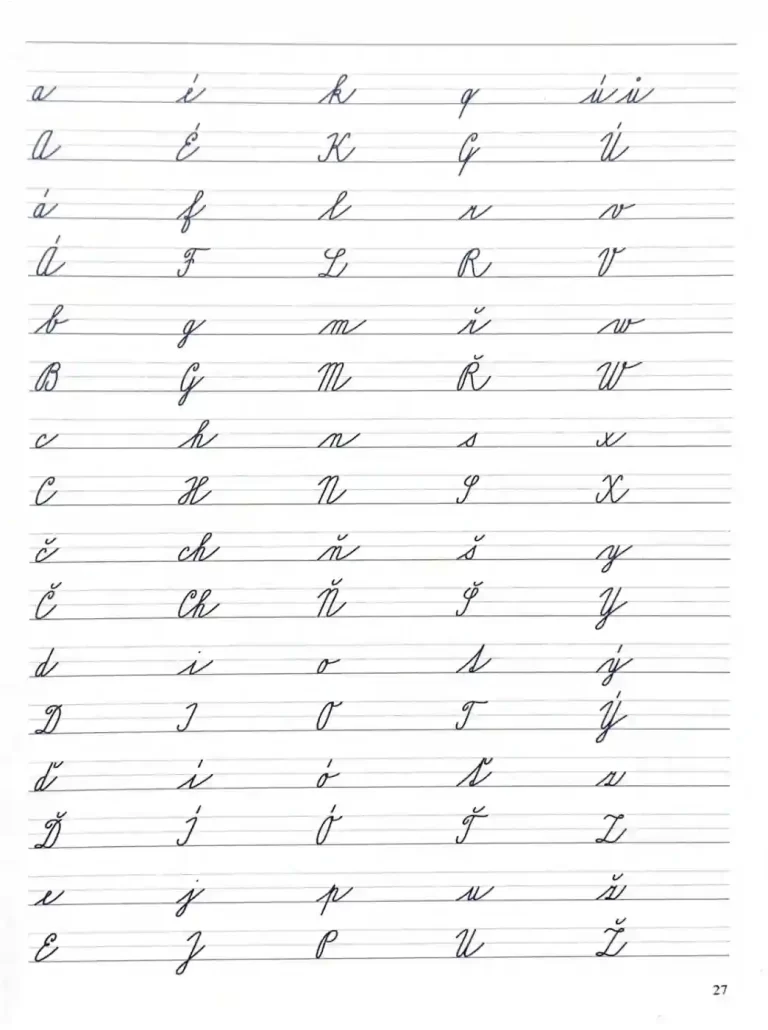 a é k q ú ů
A É K Q Ú
á f l r v
Á F L R V
b g m ř w
B G M Ř W
c h n s x
C H N S X
č ch ň š y
Č Ch Ň Š Y
d i o t ý
D I O T Ý
ď í ó ť z
Ď Í Ó Ť Z
e j p u ž
E J P U Ž
27